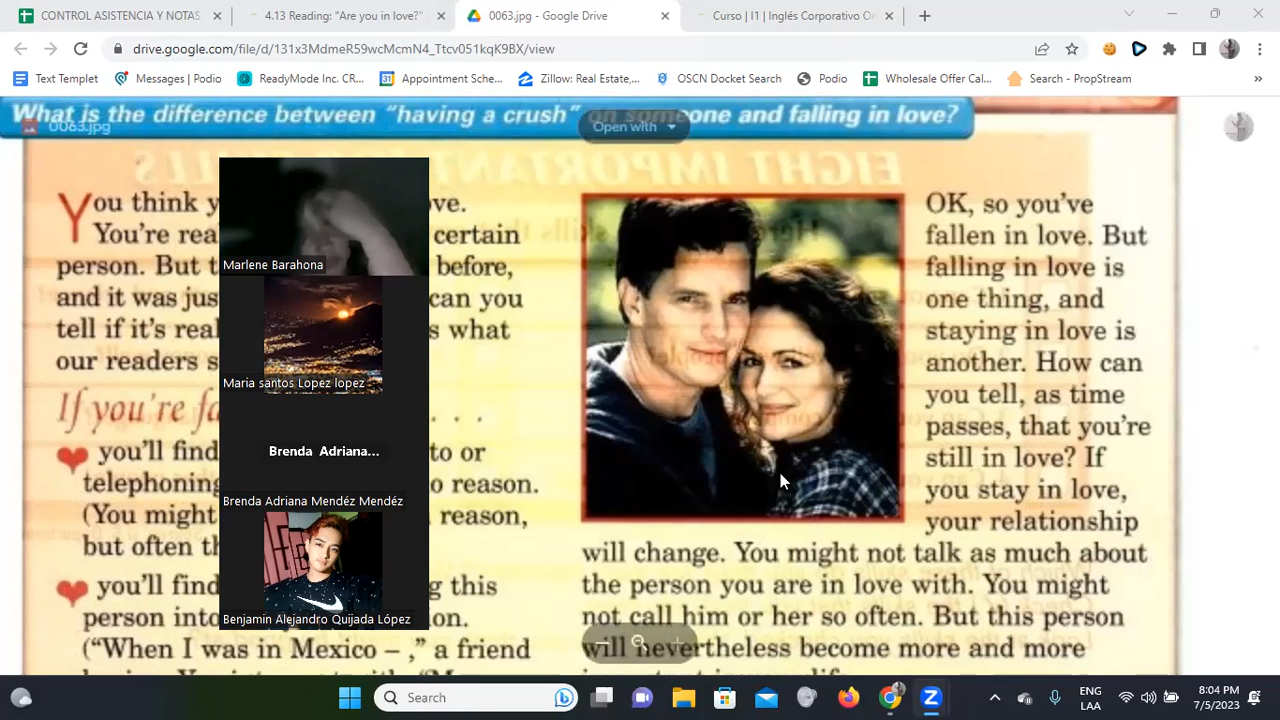 CONTROL ASISTENCIA Y NOTAS
4.13 Reading: "Are you in love?"
0063.jpg - Google Drive
Curso | I1 | Inglés Corporativo On
drive.google.com/file/d/131x3MdmeR59wcMcmN4_Ttcv051kqK9BX/view
Text Templet
Messages | Podio
ReadyMode Inc. CR...
Appointment Sche...
Zillow: Real Estate,...
OSCN Docket Search
Podio
Wholesale Offer Cal...
Search - PropStream
What is the difference between "having a crush" on someone and falling in love?
0063.jpg
Open with
You think y ove.
You're rea certain
person. But t before,
and it was jus can you
tell if it's real s what
our readers s
If you're fa . . .
you'll find to or
telephoning o reason.
(You might reason,
but often th
you'll find g this
person into on.
("When I was in Mexico – ," a friend
OK, so you've
fallen in love. But
falling in love is
one thing, and
staying in love is
another. How can
you tell, as time
passes, that you're
still in love? If
you stay in love,
your relationship
will change. You might not talk as much about
the person you are in love with. You might
not call him or her so often. But this person
will nevertheless become more and more
Marlene Barahona
Maria santos Lopez lopez
Brenda Adriana...
Brenda Adriana Mendéz Mendéz
Benjamin Alejandro Quijada López
Search
ENG
LAA
8:04 PM
7/5/2023